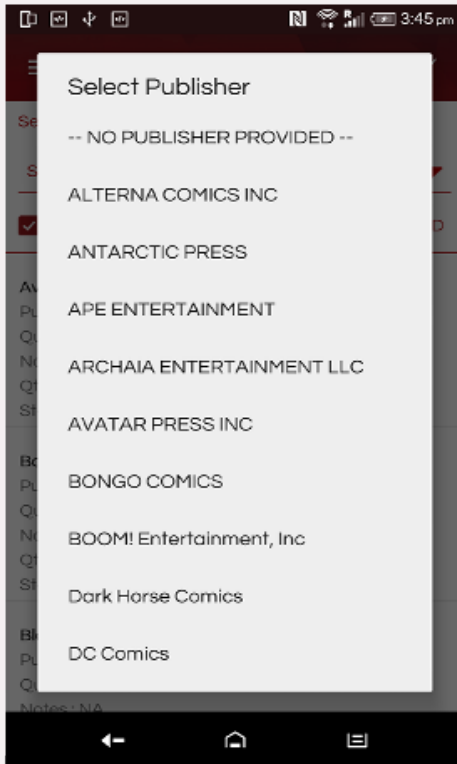 3:45 pm
Select Publisher
-- NO PUBLISHER PROVIDED --
ALTERNA COMICS INC
ANTARCTIC PRESS
APE ENTERTAINMENT
ARCHAIA ENTERTAINMENT LLC
AVATAR PRESS INC
BONGO COMICS
BOOM! Entertainment, Inc
Dark Horse Comics
DC Comics
Notes : NA